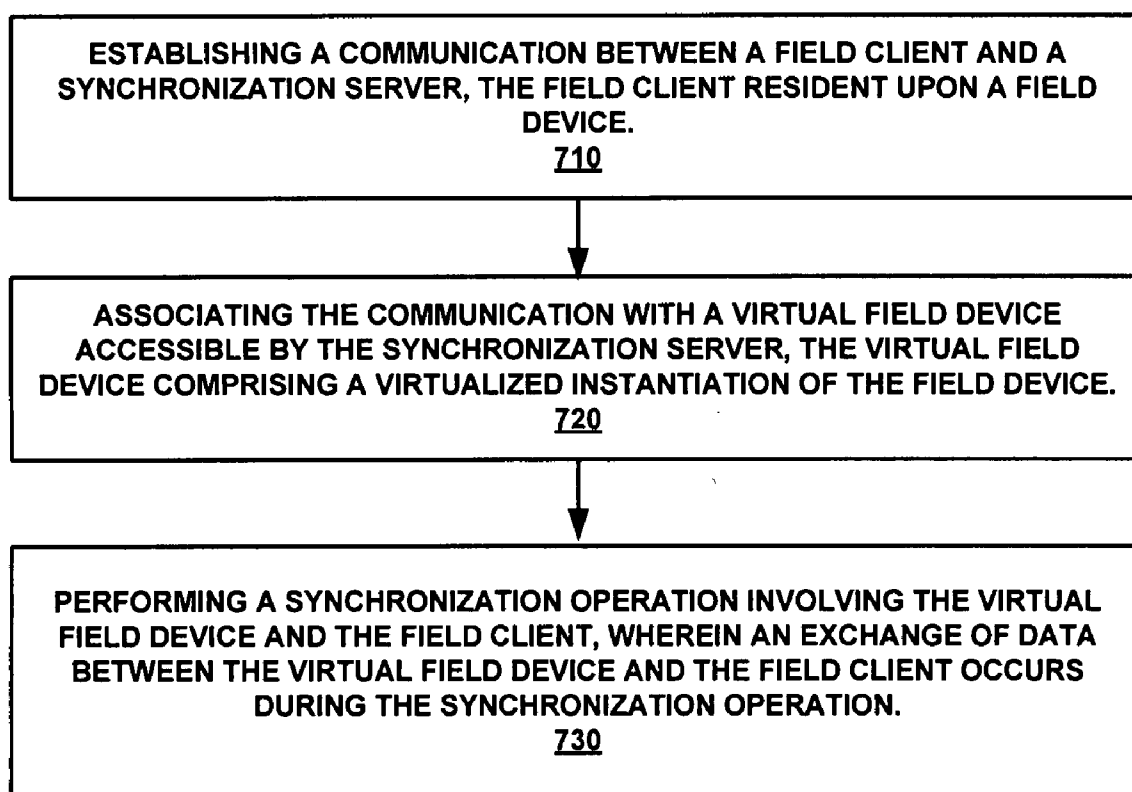 ESTABLISHING A COMMUNICATION BETWEEN A FIELD CLIENT AND A
SYNCHRONIZATION SERVER, THE FIELD CLIENT RESIDENT UPON A FIELD
DEVICE.
710
ASSOCIATING THE COMMUNICATION WITH A VIRTUAL FIELD DEVICE
ACCESSIBLE BY THE SYNCHRONIZATION SERVER, THE VIRTUAL FIELD
DEVICE COMPRISING A VIRTUALIZED INSTANTIATION OF THE FIELD DEVICE.
720
PERFORMING A SYNCHRONIZATION OPERATION INVOLVING THE VIRTUAL
FIELD DEVICE AND THE FIELD CLIENT, WHEREIN AN EXCHANGE OF DATA
BETWEEN THE VIRTUAL FIELD DEVICE AND THE FIELD CLIENT OCCURS
DURING THE SYNCHRONIZATION OPERATION.
730